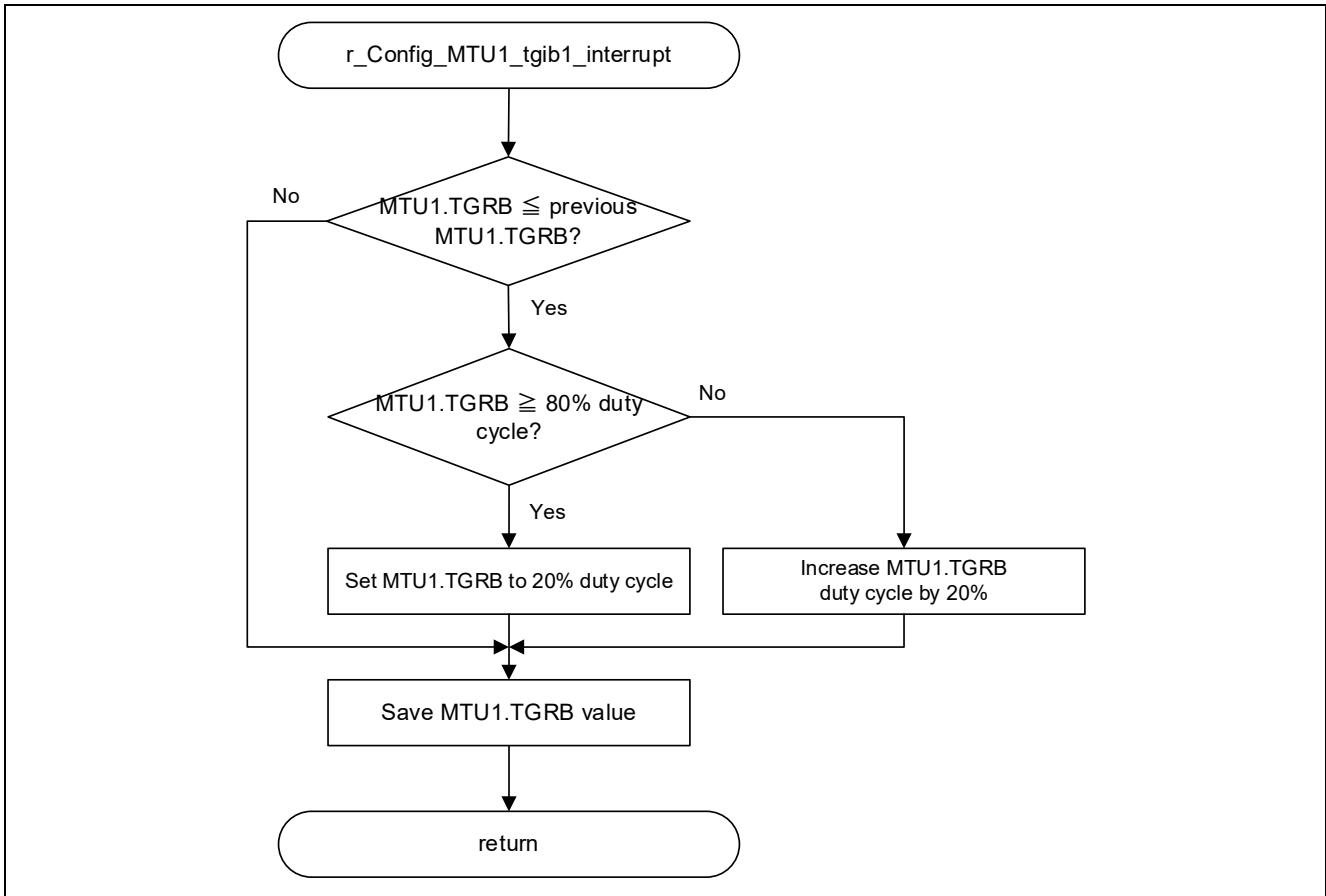 r_Config_MTU1_tgib1_interrupt
No
MTU1.TGRB ≦ previous
MTU1.TGRB?
Yes
MTU1.TGRB ≧ 80% duty
cycle?
No
Yes
Set MTU1.TGRB to 20% duty cycle
Increase MTU1.TGRB
duty cycle by 20%
Save MTU1.TGRB value
return